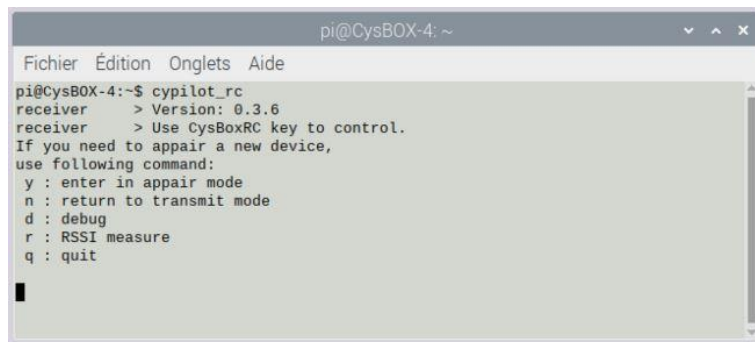 pi@CysBOX-4: ~
Fichier Édition Onglets Aide
pi@CysBOX-4:~$ cypilot_rc
receiver > Version: 0.3.6
receiver > Use CysBoxRC key to control.
If you need to appair a new device,
use following command:
y : enter in appair mode
n : return to transmit mode
d : debug
r : RSSI measure
q : quit